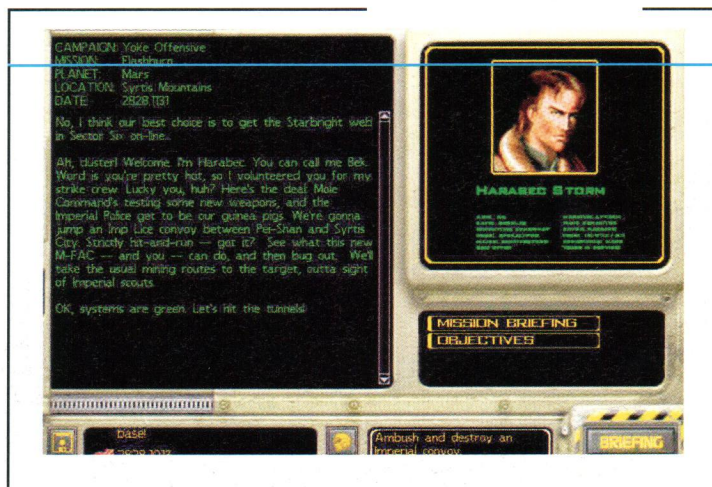 CAMPAIGN: Yoke Offensive
MISSION: Flashburn
PLANET: Mars
LOCATION: Syrtis Mountains
DATE: 2828.11.31
No, I think our best choice is to get the Starbright web
in Sector Six on-line...
Ah, duster! Welcome. I'm Harabec. You can call me Bek.
Word is you're pretty hot, so I volunteered you for my
strike crew. Lucky you, huh? Here's the deal: Mole
Command's testing some new weapons, and the
Imperial Police get to be our guinea pigs. We're gonna
jump an Imp Lice convoy between Pei-Shan and Syrtis
City. Strictly hit-and-run -- got it? See what this new
M-FAC -- and you -- can do, and then bug out. We'll
take the usual mining routes to the target, outta sight
of Imperial scouts.
OK, systems are green. Let's hit the tunnels!
HARABEC STORM
MISSION BRIEFING
OBJECTIVES
base!
Ambush and destroy an
Imperial convoy.
BRIEFING